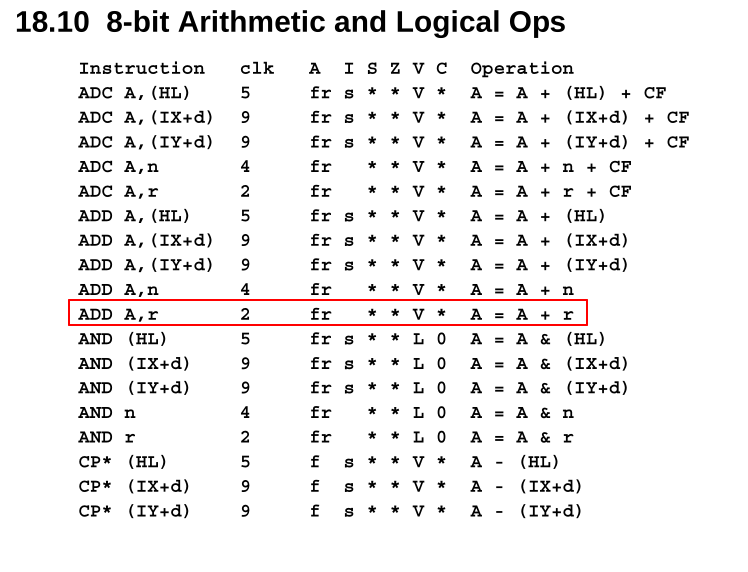 18.10 8-bit Arithmetic and Logical Ops
Instruction clk A I S Z V C Operation
ADC A,(HL) 5 fr s * * V * A = A + (HL) + CF
ADC A,(IX+d) 9 fr s * * V * A = A + (IX+d) + CF
ADC A,(IY+d) 9 fr s * * V * A = A + (IY+d) + CF
ADC A,n 4 fr * * V * A = A + n + CF
ADC A,r 2 fr * * V * A = A + r + CF
ADD A,(HL) 5 fr s * * V * A = A + (HL)
ADD A,(IX+d) 9 fr s * * V * A = A + (IX+d)
ADD A,(IY+d) 9 fr s * * V * A = A + (IY+d)
ADD A,n 4 fr * * V * A = A + n
ADD A,r 2 fr * * V * A = A + r
AND (HL) 5 fr s * * L 0 A = A & (HL)
AND (IX+d) 9 fr s * * L 0 A = A & (IX+d)
AND (IY+d) 9 fr s * * L 0 A = A & (IY+d)
AND n 4 fr * * L 0 A = A & n
AND r 2 fr * * L 0 A = A & r
CP* (HL) 5 f s * * V * A - (HL)
CP* (IX+d) 9 f s * * V * A - (IX+d)
CP* (IY+d) 9 f s * * V * A - (IY+d)